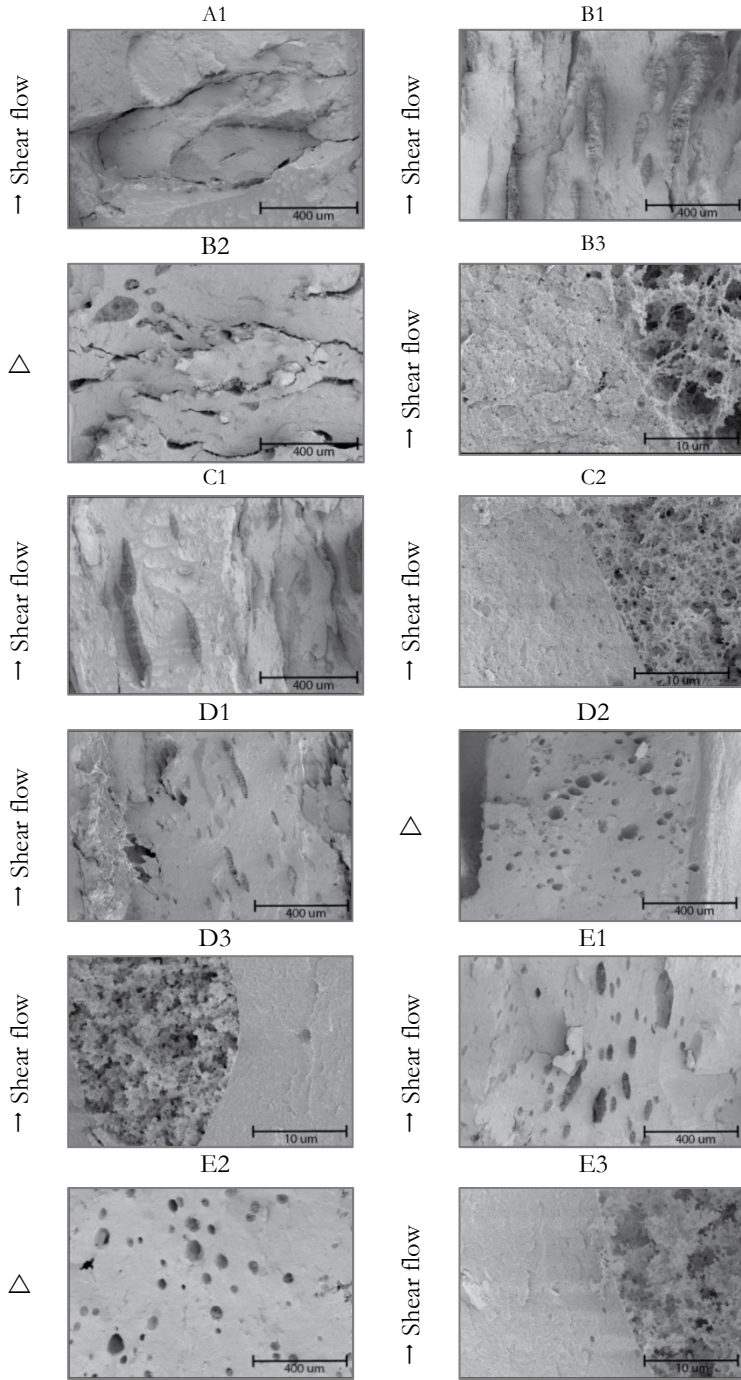 A1
B1
→ Shear flow
400 um
→ Shear flow
400 um
B2
B3
△
400 um
→ Shear flow
10 um
C1
C2
→ Shear flow
400 um
→ Shear flow
10 um
D1
D2
→ Shear flow
400 um
△
400 um
D3
E1
→ Shear flow
10 um
→ Shear flow
400 um
E2
E3
△
400 um
→ Shear flow
10 um